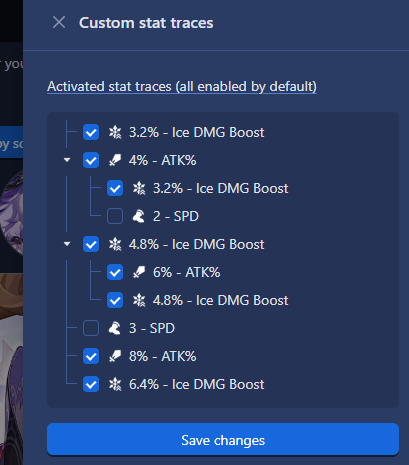 Custom stat traces
Activated stat traces (all enabled by default)
3.2% - Ice DMG Boost
4% - ATK%
3.2% - Ice DMG Boost
2 - SPD
4.8% - Ice DMG Boost
6% - ATK%
4.8% - Ice DMG Boost
3 - SPD
8% - ATK%
6.4% - Ice DMG Boost
Save changes